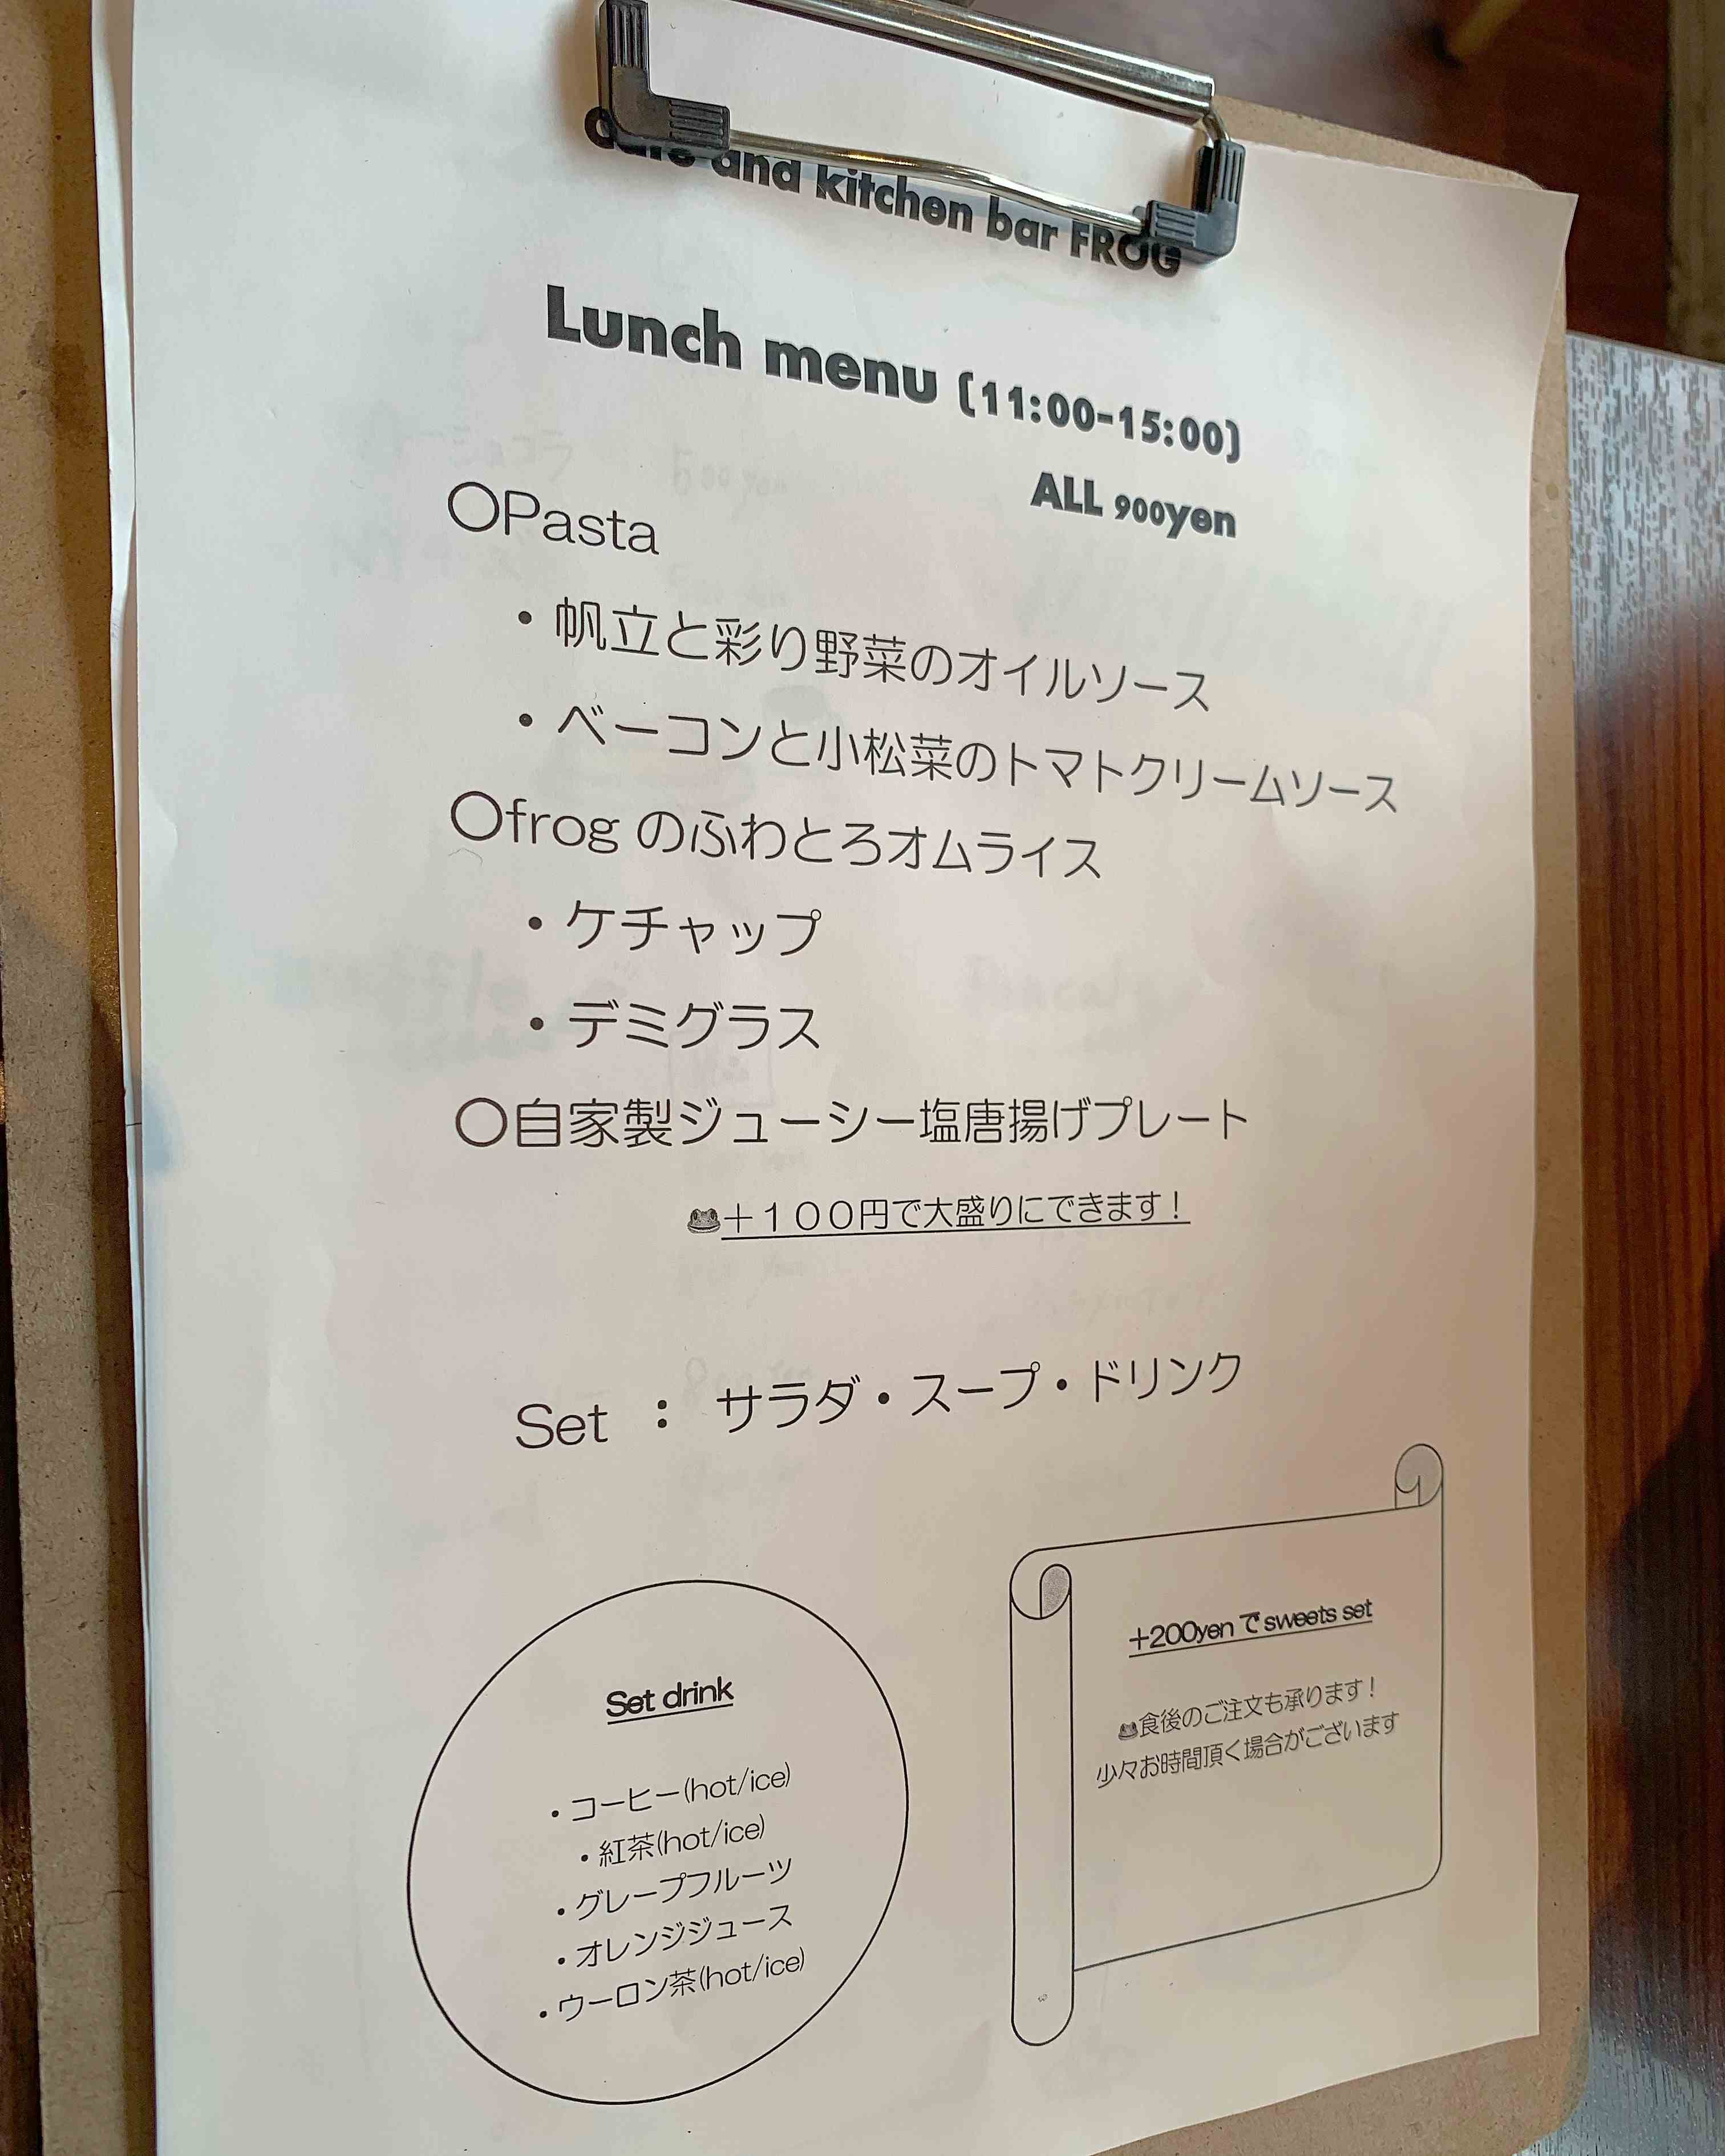 cafe and kitchen bar FROG
Lunch menu (11:00-15:00)
ALL 900yen
○Pasta
・帆立と彩り野菜のオイルソース
・ベーコンと小松菜のトマトクリームソース
○frog のふわとろオムライス
・ケチャップ
・デミグラス
○自家製ジューシー塩唐揚げプレート
🐸+100円で大盛りにできます!
Set : サラダ・スープ・ドリンク
Set drink
・コーヒー(hot/ice)
・紅茶(hot/ice)
・グレープフルーツ
・オレンジジュース
・ウーロン茶(hot/ice)
+200yen で sweets set
🐸食後のご注文も承ります!
少々お時間頂く場合がございます